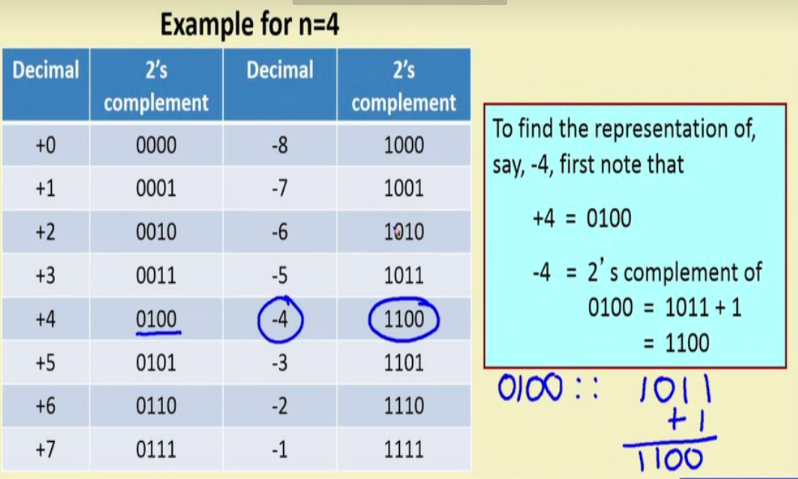 Example for n=4
Decimal 2's complement Decimal 2's complement
+0 0000 -8 1000
+1 0001 -7 1001
+2 0010 -6 1010
+3 0011 -5 1011
+4 0100 -4 1100
+5 0101 -3 1101
+6 0110 -2 1110
+7 0111 -1 1111
To find the representation of,
say, -4, first note that
+4 = 0100
-4 = 2's complement of
0100 = 1011 + 1
= 1100
0100 :: 1011
+ 1
1100